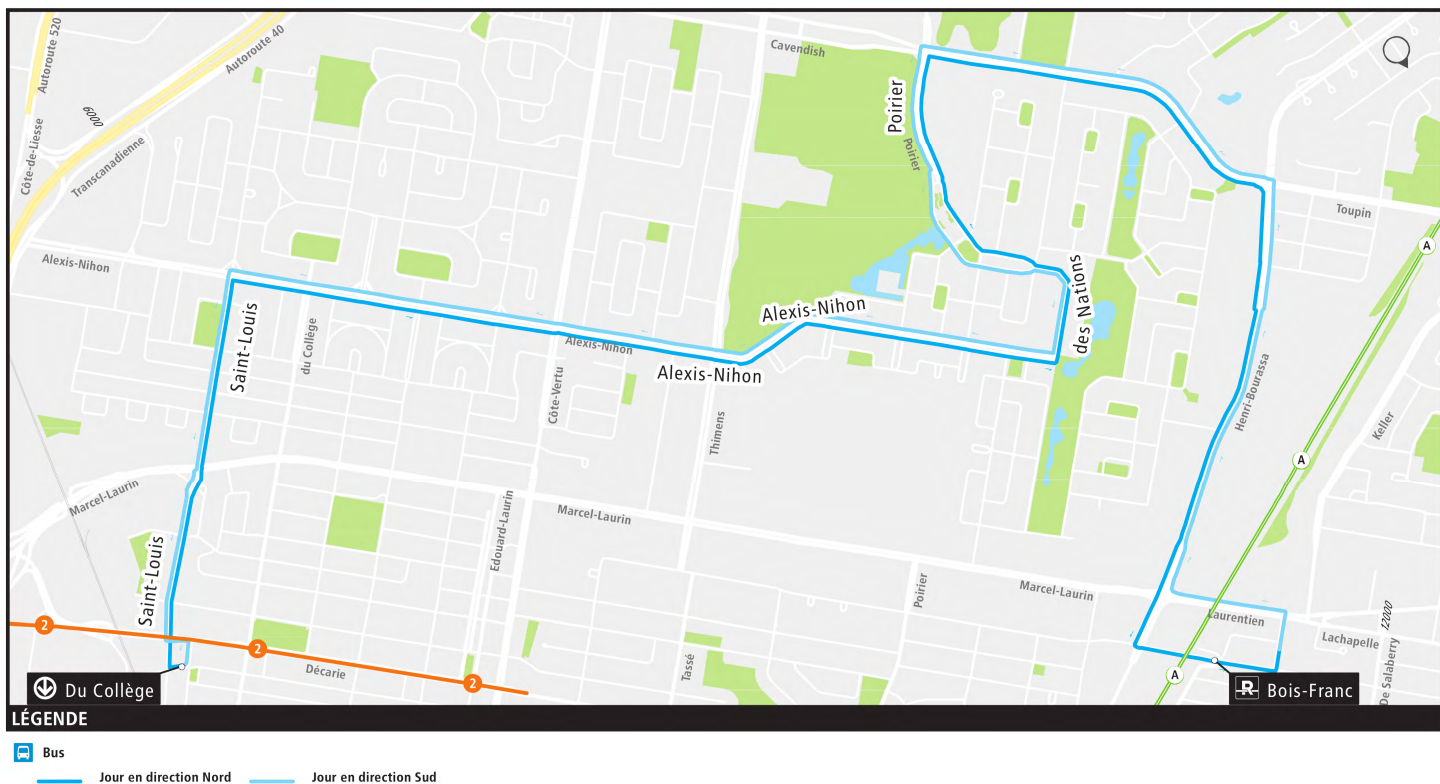 Autoroute 520
Autoroute 40
Cavendish
6000
Poirier
Poirier
Côte-de-Liesse
Transcanadienne
Toupin
A
Alexis-Nihon
des Nations
Alexis-Nihon
Saint-Louis
du Collège
Alexis-Nihon
Alexis-Nihon
Côte-Vertu
Henri-Bourassa
Thimens
Keller
A
Marcel-Laurin
Marcel-Laurin
Edouard-Laurin
Saint-Louis
Poirier
Marcel-Laurin
Laurentien
12000
Lachapelle
2
2
2
Décarie
Tassé
A
De Salaberry
Du Collège
R Bois-Franc
LÉGENDE
Bus
Jour en direction Nord
Jour en direction Sud